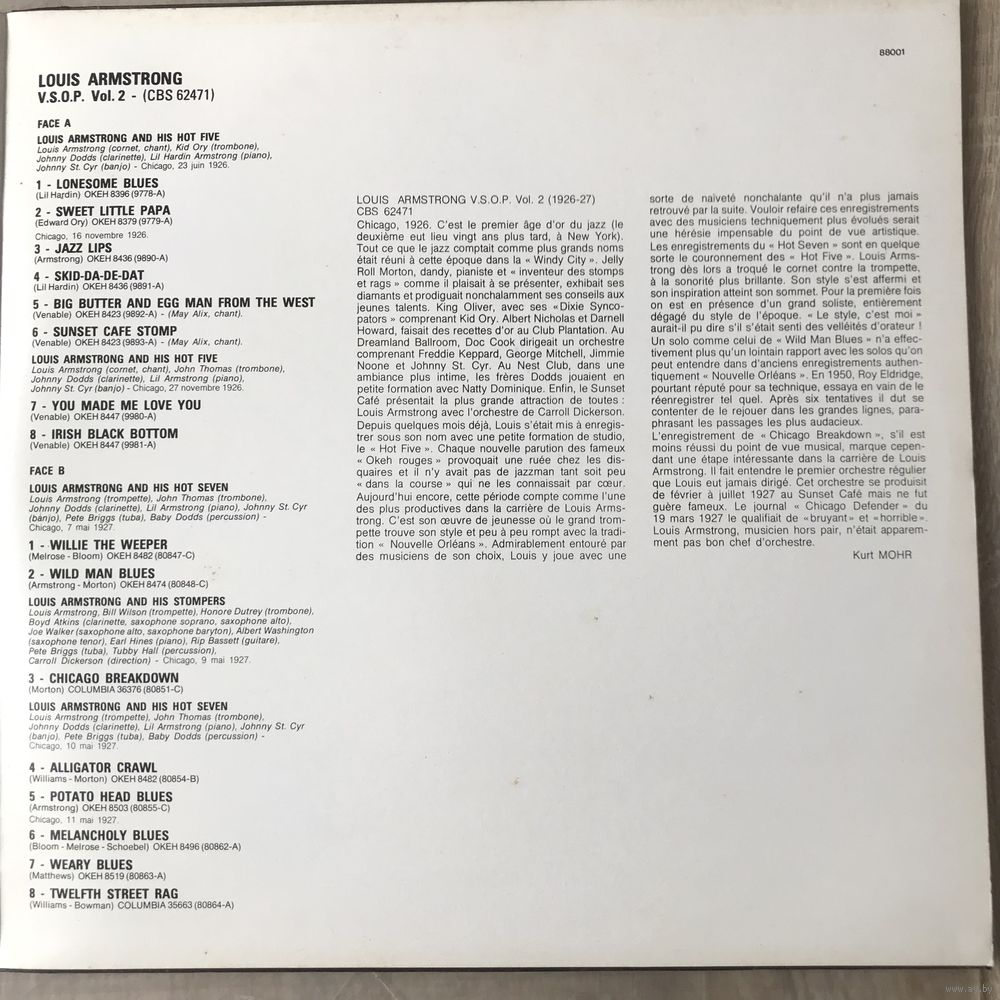 88001
LOUIS ARMSTRONG
V.S.O.P. Vol. 2 - (CBS 62471)
FACE A
LOUIS ARMSTRONG AND HIS HOT FIVE
Louis Armstrong (cornet, chant), Kid Ory (trombone),
Johnny Dodds (clarinette), Lil Hardin Armstrong (piano),
Johnny St. Cyr (banjo) - Chicago, 23 juin 1926.
1 - LONESOME BLUES
(Lil Hardin) OKEH 8396 (9778-A)
2 - SWEET LITTLE PAPA
(Edward Ory) OKEH 8379 (9779-A)
Chicago, 16 novembre 1926.
3 - JAZZ LIPS
(Armstrong) OKEH 8436 (9890-A)
4 - SKID-DA-DE-DAT
(Lil Hardin) OKEH 8436 (9891-A)
5 - BIG BUTTER AND EGG MAN FROM THE WEST
(Venable) OKEH 8423 (9892-A) - (May Alix, chant).
6 - SUNSET CAFE STOMP
(Venable) OKEH 8423 (9893-A) - (May Alix, chant).
LOUIS ARMSTRONG AND HIS HOT FIVE
Louis Armstrong (cornet, chant), John Thomas (trombone),
Johnny Dodds (clarinette), Lil Armstrong (piano),
Johnny St. Cyr (banjo) - Chicago, 27 novembre 1926.
7 - YOU MADE ME LOVE YOU
(Venable) OKEH 8447 (9980-A)
8 - IRISH BLACK BOTTOM
(Venable) OKEH 8447 (9981-A)
FACE B
LOUIS ARMSTRONG AND HIS HOT SEVEN
Louis Armstrong (trompette), John Thomas (trombone),
Johnny Dodds (clarinette), Lil Armstrong (piano), Johnny St. Cyr
(banjo), Pete Briggs (tuba), Baby Dodds (percussion) -
Chicago, 7 mai 1927.
1 - WILLIE THE WEEPER
(Melrose - Bloom) OKEH 8482 (80847-C)
2 - WILD MAN BLUES
(Armstrong - Morton) OKEH 8474 (80848-C)
LOUIS ARMSTRONG AND HIS STOMPERS
Louis Armstrong, Bill Wilson (trompette), Honore Dutrey (trombone),
Boyd Atkins (clarinette, saxophone soprano, saxophone alto),
Joe Walker (saxophone alto, saxophone baryton), Albert Washington
(saxophone tenor), Earl Hines (piano), Rip Bassett (guitare),
Pete Briggs (tuba), Tubby Hall (percussion),
Carroll Dickerson (direction) - Chicago, 9 mai 1927.
3 - CHICAGO BREAKDOWN
(Morton) COLUMBIA 36376 (80851-C)
LOUIS ARMSTRONG AND HIS HOT SEVEN
Louis Armstrong (trompette), John Thomas (trombone),
Johnny Dodds (clarinette), Lil Armstrong (piano), Johnny St. Cyr
(banjo), Pete Briggs (tuba), Baby Dodds (percussion) -
Chicago, 10 mai 1927.
4 - ALLIGATOR CRAWL
(Williams - Morton) OKEH 8482 (80854-B)
5 - POTATO HEAD BLUES
(Armstrong) OKEH 8503 (80855-C)
Chicago, 11 mai 1927.
6 - MELANCHOLY BLUES
(Bloom - Melrose - Schoebel) OKEH 8496 (80862-A)
7 - WEARY BLUES
(Matthews) OKEH 8519 (80863-A)
8 - TWELFTH STREET RAG
(Williams - Bowman) COLUMBIA 35663 (80864-A)
LOUIS ARMSTRONG V.S.O.P. Vol. 2 (1926-27)
CBS 62471
Chicago, 1926. C'est le premier âge d'or du jazz (le
deuxième eut lieu vingt ans plus tard, à New York).
Tout ce que le jazz comptait comme plus grands noms
était réuni à cette époque dans la « Windy City ». Jelly
Roll Morton, dandy, pianiste et « inventeur des stomps
et rags » comme il plaisait à se présenter, exhibait ses
diamants et prodiguait nonchalamment ses conseils aux
jeunes talents. King Oliver, avec ses «Dixie Synco-
pators » comprenant Kid Ory. Albert Nicholas et Darnell
Howard, faisait des recettes d'or au Club Plantation. Au
Dreamland Ballroom, Doc Cook dirigeait un orchestre
comprenant Freddie Keppard, George Mitchell, Jimmie
Noone et Johnny St. Cyr. Au Nest Club, dans une
ambiance plus intime, les frères Dodds jouaient en
petite formation avec Natty Dominique. Enfin, le Sunset
Café présentait la plus grande attraction de toutes :
Louis Armstrong avec l'orchestre de Carroll Dickerson.
Depuis quelques mois déjà, Louis s'était mis à enregis-
trer sous son nom avec une petite formation de studio,
le « Hot Five ». Chaque nouvelle parution des fameux
« Okeh rouges » provoquait une ruée chez les dis-
quaires et il n'y avait pas de jazzman tant soit peu
« dans la course » qui ne les connaissait par cœur.
Aujourd'hui encore, cette période compte comme l'une
des plus productives dans la carrière de Louis Arms-
trong. C'est son œuvre de jeunesse où le grand trom-
pette trouve son style et peu à peu rompt avec la tradi-
tion « Nouvelle Orléans ». Admirablement entouré par
des musiciens de son choix, Louis y joue avec une
sorte de naiveté nonchalante qu'il n'a plus jamais
retrouvé par la suite. Vouloir refaire ces enregistrements
avec des musiciens techniquement plus évolués serait
une hérésie impensable du point de vue artistique.
Les enregistrements du « Hot Seven » sont en quelque
sorte le couronnement des « Hot Five ». Louis Arms-
trong dès lors a troqué le cornet contre la trompette,
à la sonorité plus brillante. Son style s'est affermi et
son inspiration atteint son sommet. Pour la première fois
on est en présence d'un grand soliste, entièrement
dégagé du style de l'époque. « Le style, c'est moi »
aurait-il pu dire s'il s'était senti des velléités d'orateur !
Un solo comme celui de « Wild Man Blues » n'a effec-
tivement plus qu'un lointain rapport avec les solos qu'on
peut entendre dans d'anciens enregistrements authen-
tiquement « Nouvelle Orléans ». En 1950, Roy Eldridge,
pourtant réputé pour sa technique, essaya en vain de le
réenregistrer tel quel. Après six tentatives il dut se
contenter de le rejouer dans les grandes lignes, para-
phrasant les passages les plus audacieux.
L'enregistrement de « Chicago Breakdown », s'il est
moins réussi du point de vue musical, marque cepen-
dant une étape intéressante dans la carrière de Louis
Armstrong. Il fait entendre le premier orchestre régulier
que Louis eut jamais dirigé. Cet orchestre se produisit
de février à juillet 1927 au Sunset Café mais ne fut
guère fameux. Le journal « Chicago Defender » du
19 mars 1927 le qualifiait de «bruyant» et «horrible».
Louis Armstrong, musicien hors pair, n'était apparem-
ment pas bon chef d'orchestre.
Kurt MOHR
www.ay.by